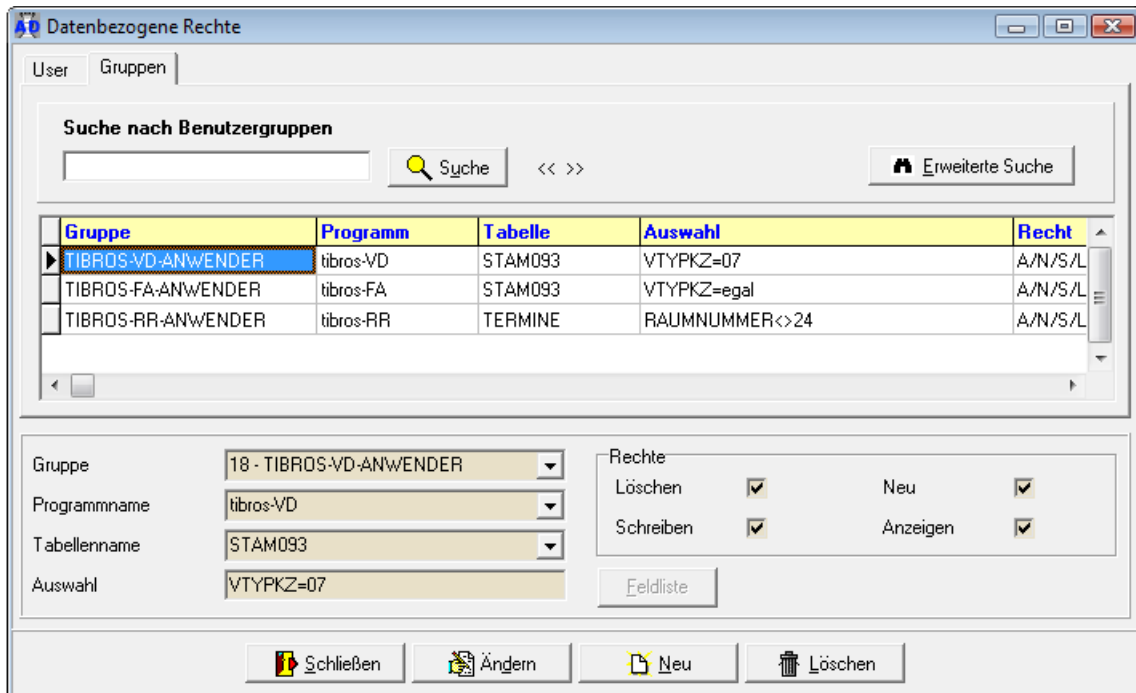 Datenbezogene Rechte
User Gruppen
Suche nach Benutzergruppen
Suche << >> Erweiterte Suche
Gruppe Programm Tabelle Auswahl Recht
TIBROS-VD-ANWENDER tibros-VD STAM093 VTYPKZ=07 A/N/S/L
TIBROS-FA-ANWENDER tibros-FA STAM093 VTYPKZ=egal A/N/S/L
TIBROS-RR-ANWENDER tibros-RR TERMINE RAUMNUMMER<>24 A/N/S/L
Gruppe 18 - TIBROS-VD-ANWENDER
Programmname tibros-VD
Tabellenname STAM093
Auswahl VTYPKZ=07
Rechte
Löschen Neu
Schreiben Anzeigen
Feldliste
Schließen Ändern Neu Löschen